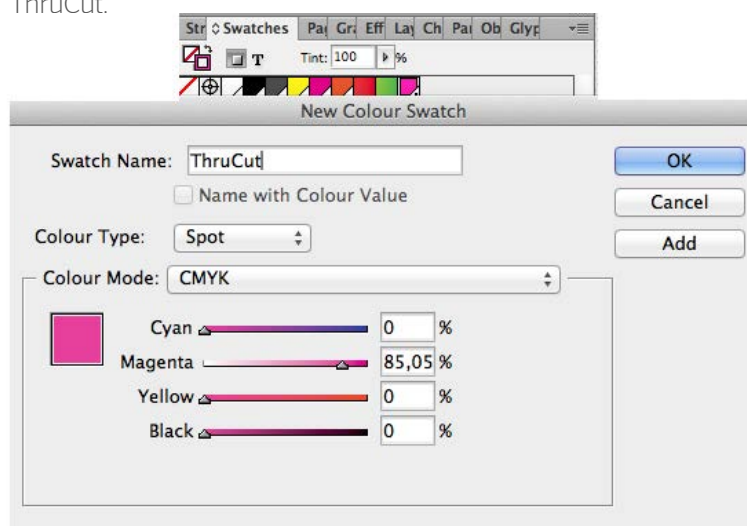 ThruCut.
Str Swatches Pa Gra Eff Lay Ch Pai Ob Glyp
T Tint: 100 %
New Colour Swatch
Swatch Name: ThruCut OK
Name with Colour Value Cancel
Colour Type: Spot Add
Colour Mode: CMYK
Cyan 0 %
Magenta 85,05 %
Yellow 0 %
Black 0 %